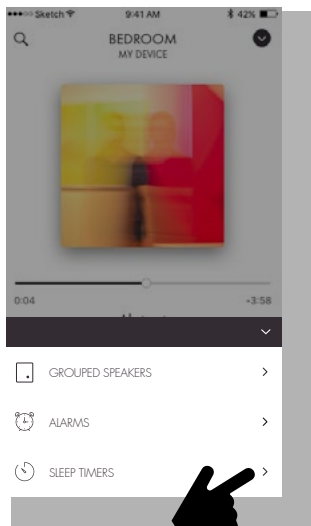 Sketch 9:41 AM 42%
BEDROOM
MY DEVICE
0:04 -3:58
GROUPED SPEAKERS
ALARMS
SLEEP TIMERS